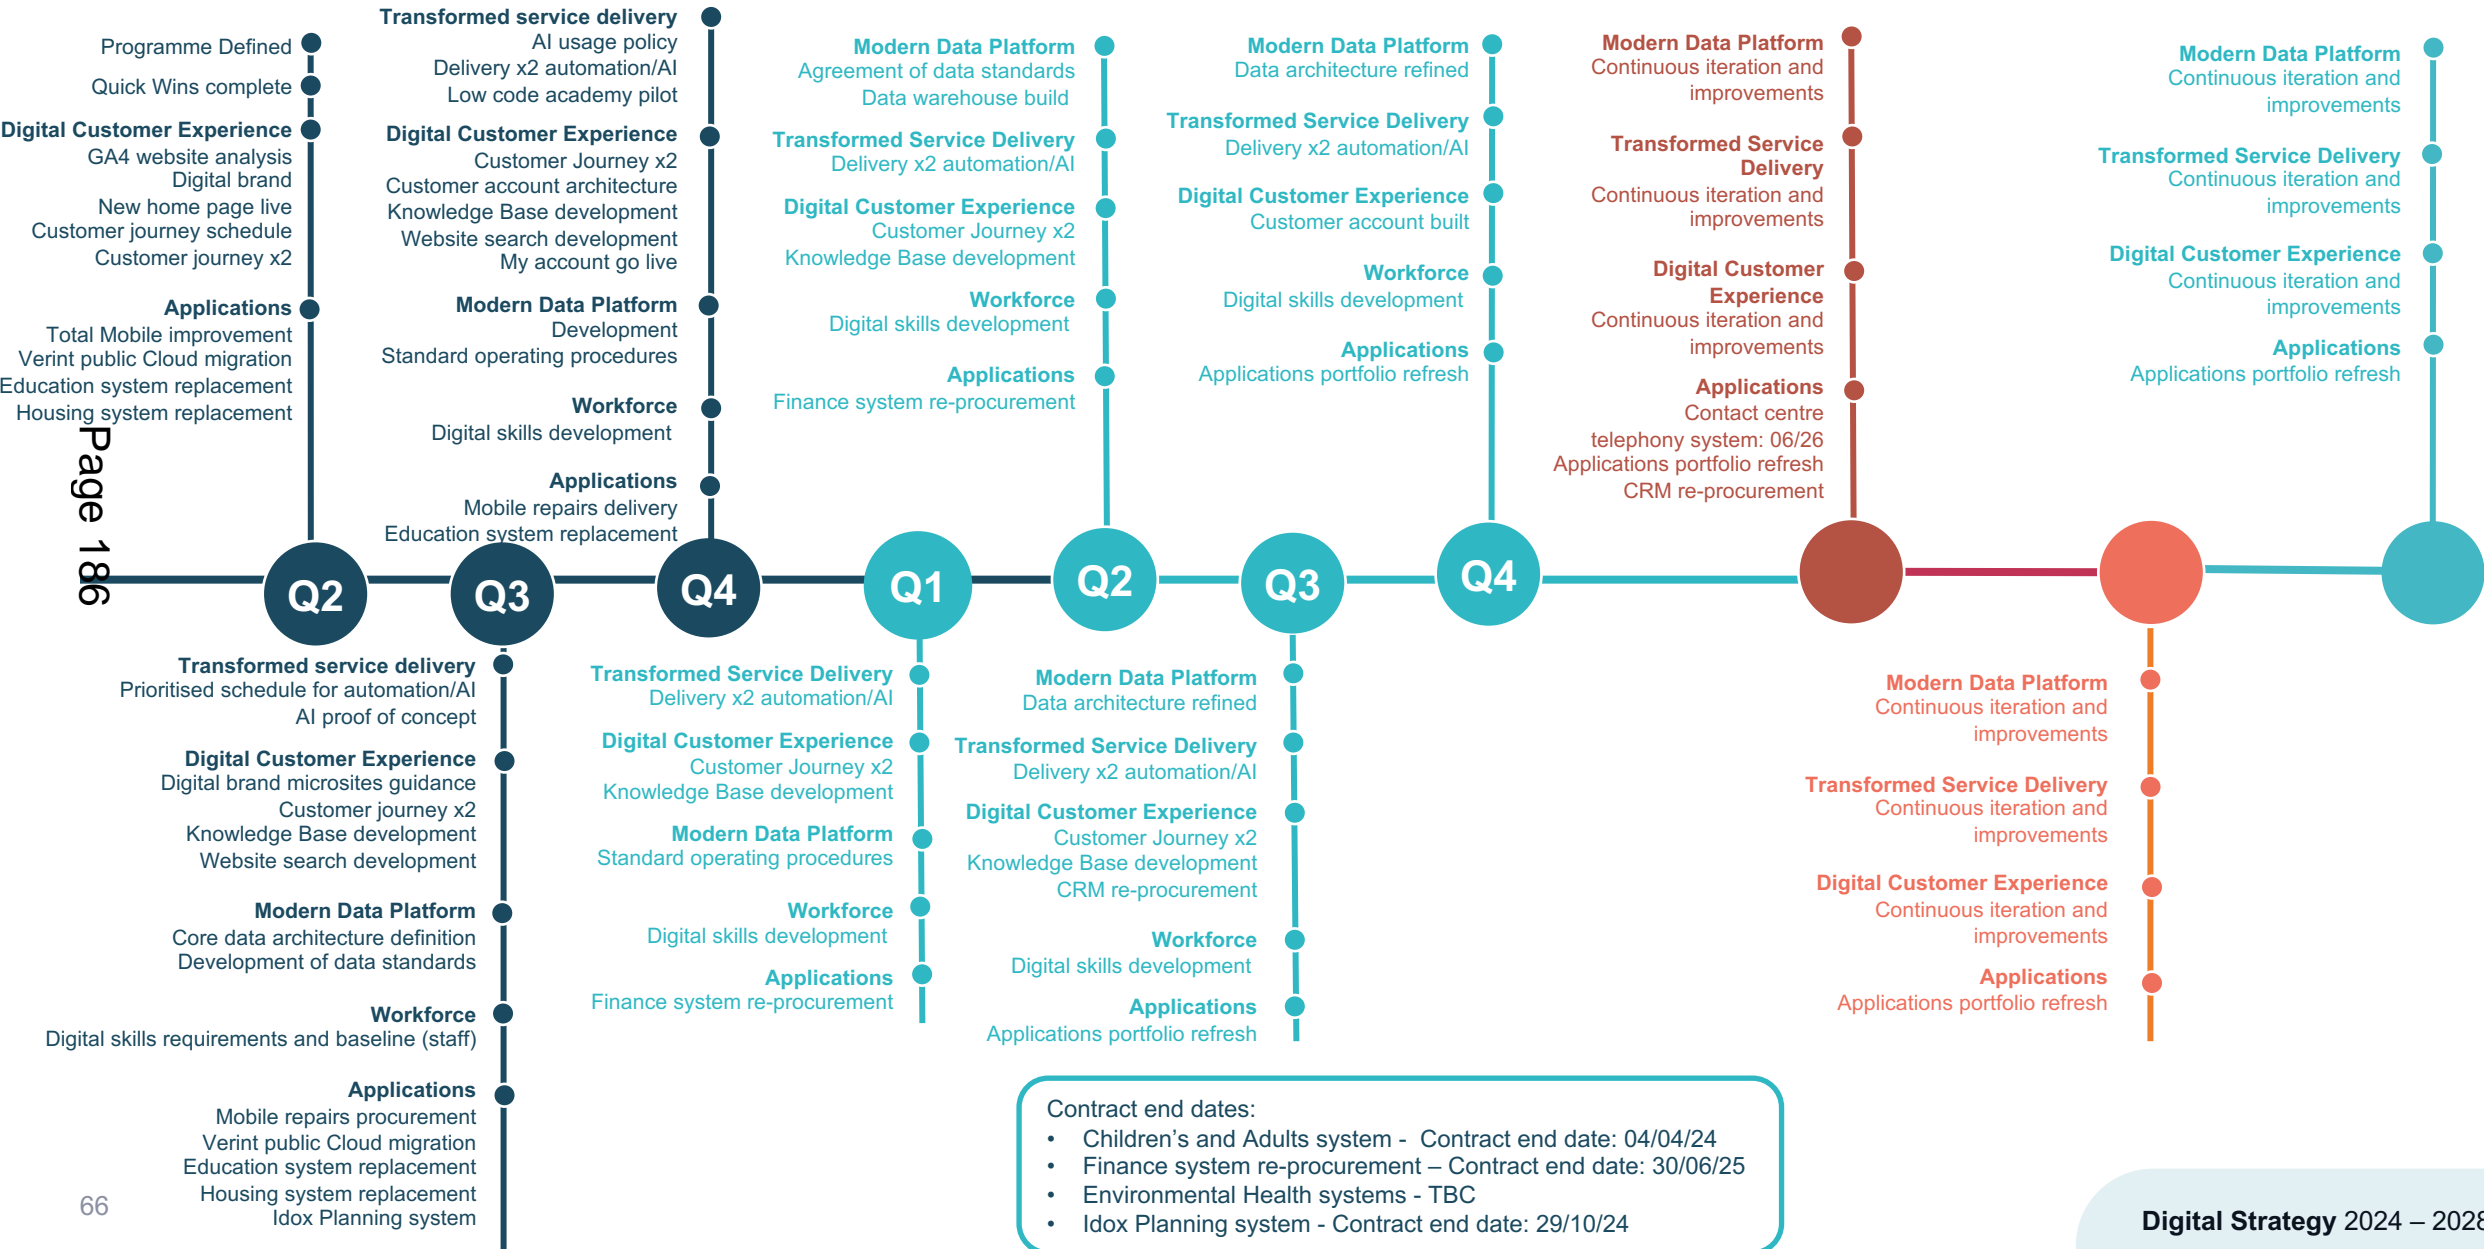 Programme Defined
Quick Wins complete
Digital Customer Experience
GA4 website analysis
Digital brand
New home page live
Customer journey schedule
Customer journey x2
Applications
Total Mobile improvement
Verint public Cloud migration
Education system replacement
Housing system replacement
Transformed service delivery
AI usage policy
Delivery x2 automation/AI
Low code academy pilot
Digital Customer Experience
Customer Journey x2
Customer account architecture
Knowledge Base development
Website search development
My account go live
Modern Data Platform
Development
Standard operating procedures
Workforce
Digital skills development
Applications
Mobile repairs delivery
Education system replacement
Modern Data Platform
Agreement of data standards
Data warehouse build
Transformed Service Delivery
Delivery x2 automation/AI
Digital Customer Experience
Customer Journey x2
Knowledge Base development
Workforce
Digital skills development
Applications
Finance system re-procurement
Modern Data Platform
Data architecture refined
Transformed Service Delivery
Delivery x2 automation/AI
Digital Customer Experience
Customer account built
Workforce
Digital skills development
Applications
Applications portfolio refresh
Modern Data Platform
Continuous iteration and
improvements
Transformed Service
Delivery
Continuous iteration and
improvements
Digital Customer
Experience
Continuous iteration and
improvements
Applications
Contact centre
telephony system: 06/26
Applications portfolio refresh
CRM re-procurement
Modern Data Platform
Continuous iteration and
improvements
Transformed Service Delivery
Continuous iteration and
improvements
Digital Customer Experience
Continuous iteration and
improvements
Applications
Applications portfolio refresh
Page 186
Q2
Q3
Q4
Q1
Q2
Q3
Q4
Transformed service delivery
Prioritised schedule for automation/AI
AI proof of concept
Digital Customer Experience
Digital brand microsites guidance
Customer journey x2
Knowledge Base development
Website search development
Modern Data Platform
Core data architecture definition
Development of data standards
Workforce
Digital skills requirements and baseline (staff)
Applications
Mobile repairs procurement
Verint public Cloud migration
Education system replacement
Housing system replacement
Idox Planning system
Transformed Service Delivery
Delivery x2 automation/AI
Digital Customer Experience
Customer Journey x2
Knowledge Base development
Modern Data Platform
Standard operating procedures
Workforce
Digital skills development
Applications
Finance system re-procurement
Modern Data Platform
Data architecture refined
Transformed Service Delivery
Delivery x2 automation/AI
Digital Customer Experience
Customer Journey x2
Knowledge Base development
CRM re-procurement
Workforce
Digital skills development
Applications
Applications portfolio refresh
Modern Data Platform
Continuous iteration and
improvements
Transformed Service Delivery
Continuous iteration and
improvements
Digital Customer Experience
Continuous iteration and
improvements
Applications
Applications portfolio refresh
Contract end dates:
• Children’s and Adults system - Contract end date: 04/04/24
• Finance system re-procurement – Contract end date: 30/06/25
• Environmental Health systems - TBC
• Idox Planning system - Contract end date: 29/10/24
66
Digital Strategy 2024 – 2028